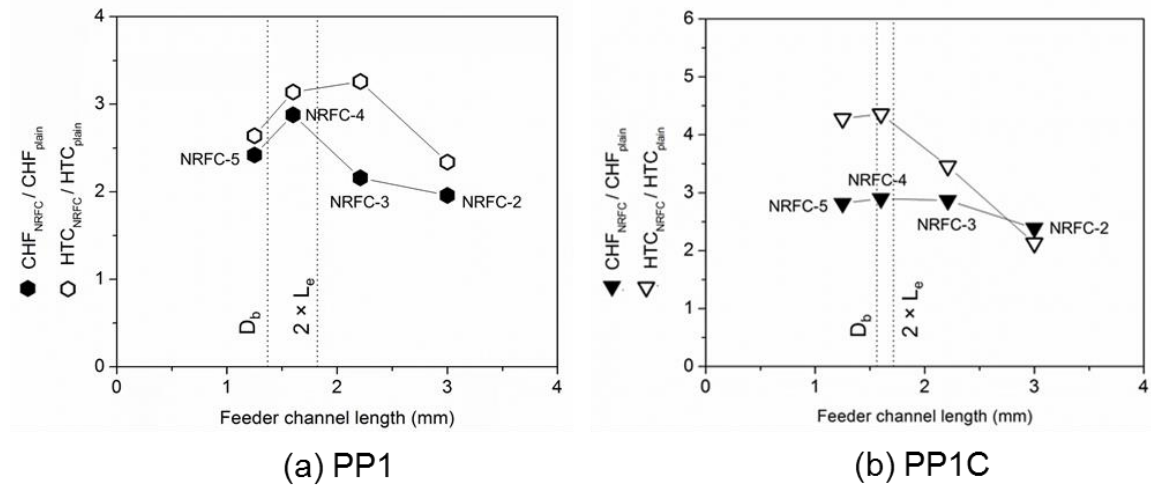 4
3
2
1
0
0
1
2
3
4
CHF_NRFC / CHF_plain
HTC_NRFC / HTC_plain
NRFC-5
NRFC-4
NRFC-3
NRFC-2
D_b
2 × L_e
Feeder channel length (mm)
(a) PP1
6
5
4
3
2
1
0
0
1
2
3
4
CHF_NRFC / CHF_plain
HTC_NRFC / HTC_plain
NRFC-5
NRFC-4
NRFC-3
NRFC-2
D_b
2 × L_e
Feeder channel length (mm)
(b) PP1C